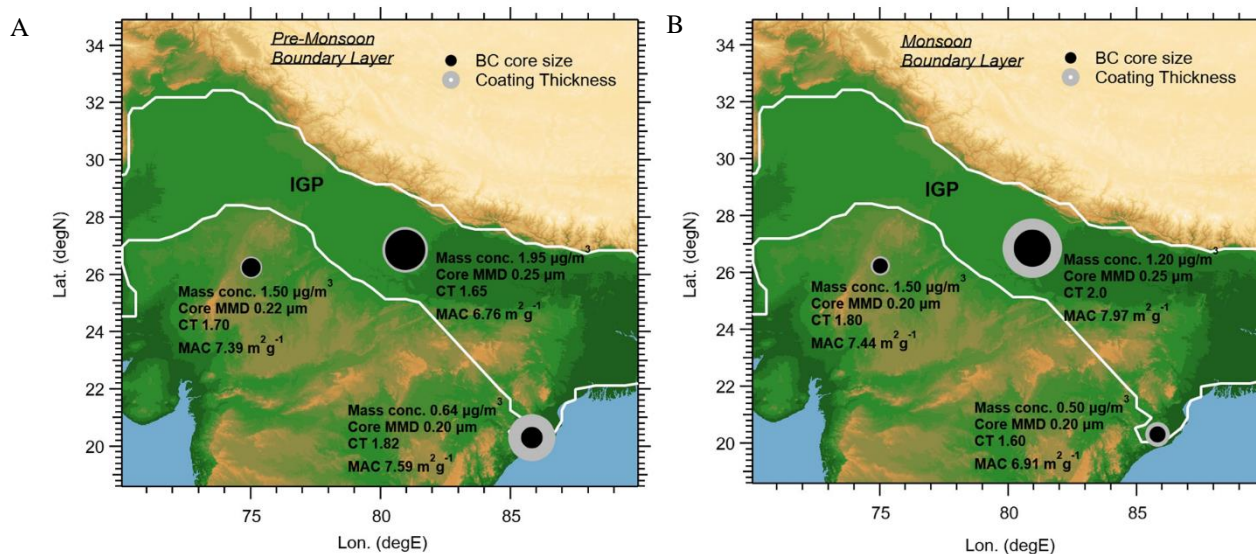 A
Pre-Monsoon
Boundary Layer
BC core size
Coating Thickness
IGP
Mass conc. 1.95 µg/m³
Core MMD 0.25 µm
CT 1.65
MAC 6.76 m²g⁻¹
Mass conc. 1.50 µg/m³
Core MMD 0.22 µm
CT 1.70
MAC 7.39 m²g⁻¹
Mass conc. 0.64 µg/m³
Core MMD 0.20 µm
CT 1.82
MAC 7.59 m²g⁻¹
34
32
30
28
26
24
22
20
Lat. (degN)
75
80
85
Lon. (degE)
B
Monsoon
Boundary Layer
BC core size
Coating Thickness
IGP
Mass conc. 1.20 µg/m³
Core MMD 0.25 µm
CT 2.0
MAC 7.97 m²g⁻¹
Mass conc. 1.50 µg/m³
Core MMD 0.20 µm
CT 1.80
MAC 7.44 m²g⁻¹
Mass conc. 0.50 µg/m³
Core MMD 0.20 µm
CT 1.60
MAC 6.91 m²g⁻¹
34
32
30
28
26
24
22
20
Lat. (degN)
75
80
85
Lon. (degE)